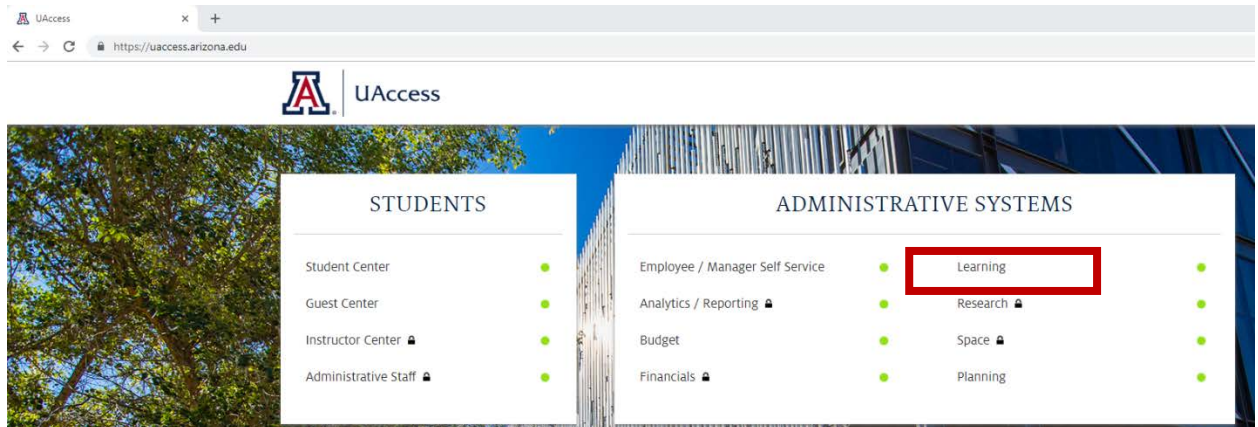 UAccess
https://uaccess.arizona.edu
A UAccess
STUDENTS
Student Center
Guest Center
Instructor Center
Administrative Staff
ADMINISTRATIVE SYSTEMS
Employee / Manager Self Service
Analytics / Reporting
Budget
Financials
Learning
Research
Space
Planning